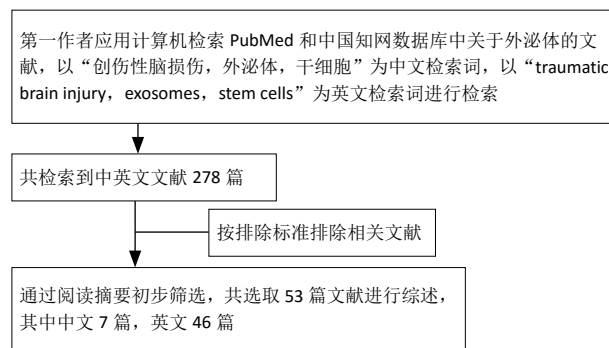 第一作者应用计算机检索 PubMed 和中国知网数据库中关于外泌体的文
献，以“创伤性脑损伤，外泌体，干细胞”为中文检索词，以“traumatic
brain injury，exosomes，stem cells”为英文检索词进行检索
共检索到中英文文献 278 篇
按排除标准排除相关文献
通过阅读摘要初步筛选，共选取 53 篇文献进行综述，
其中中文 7 篇，英文 46 篇